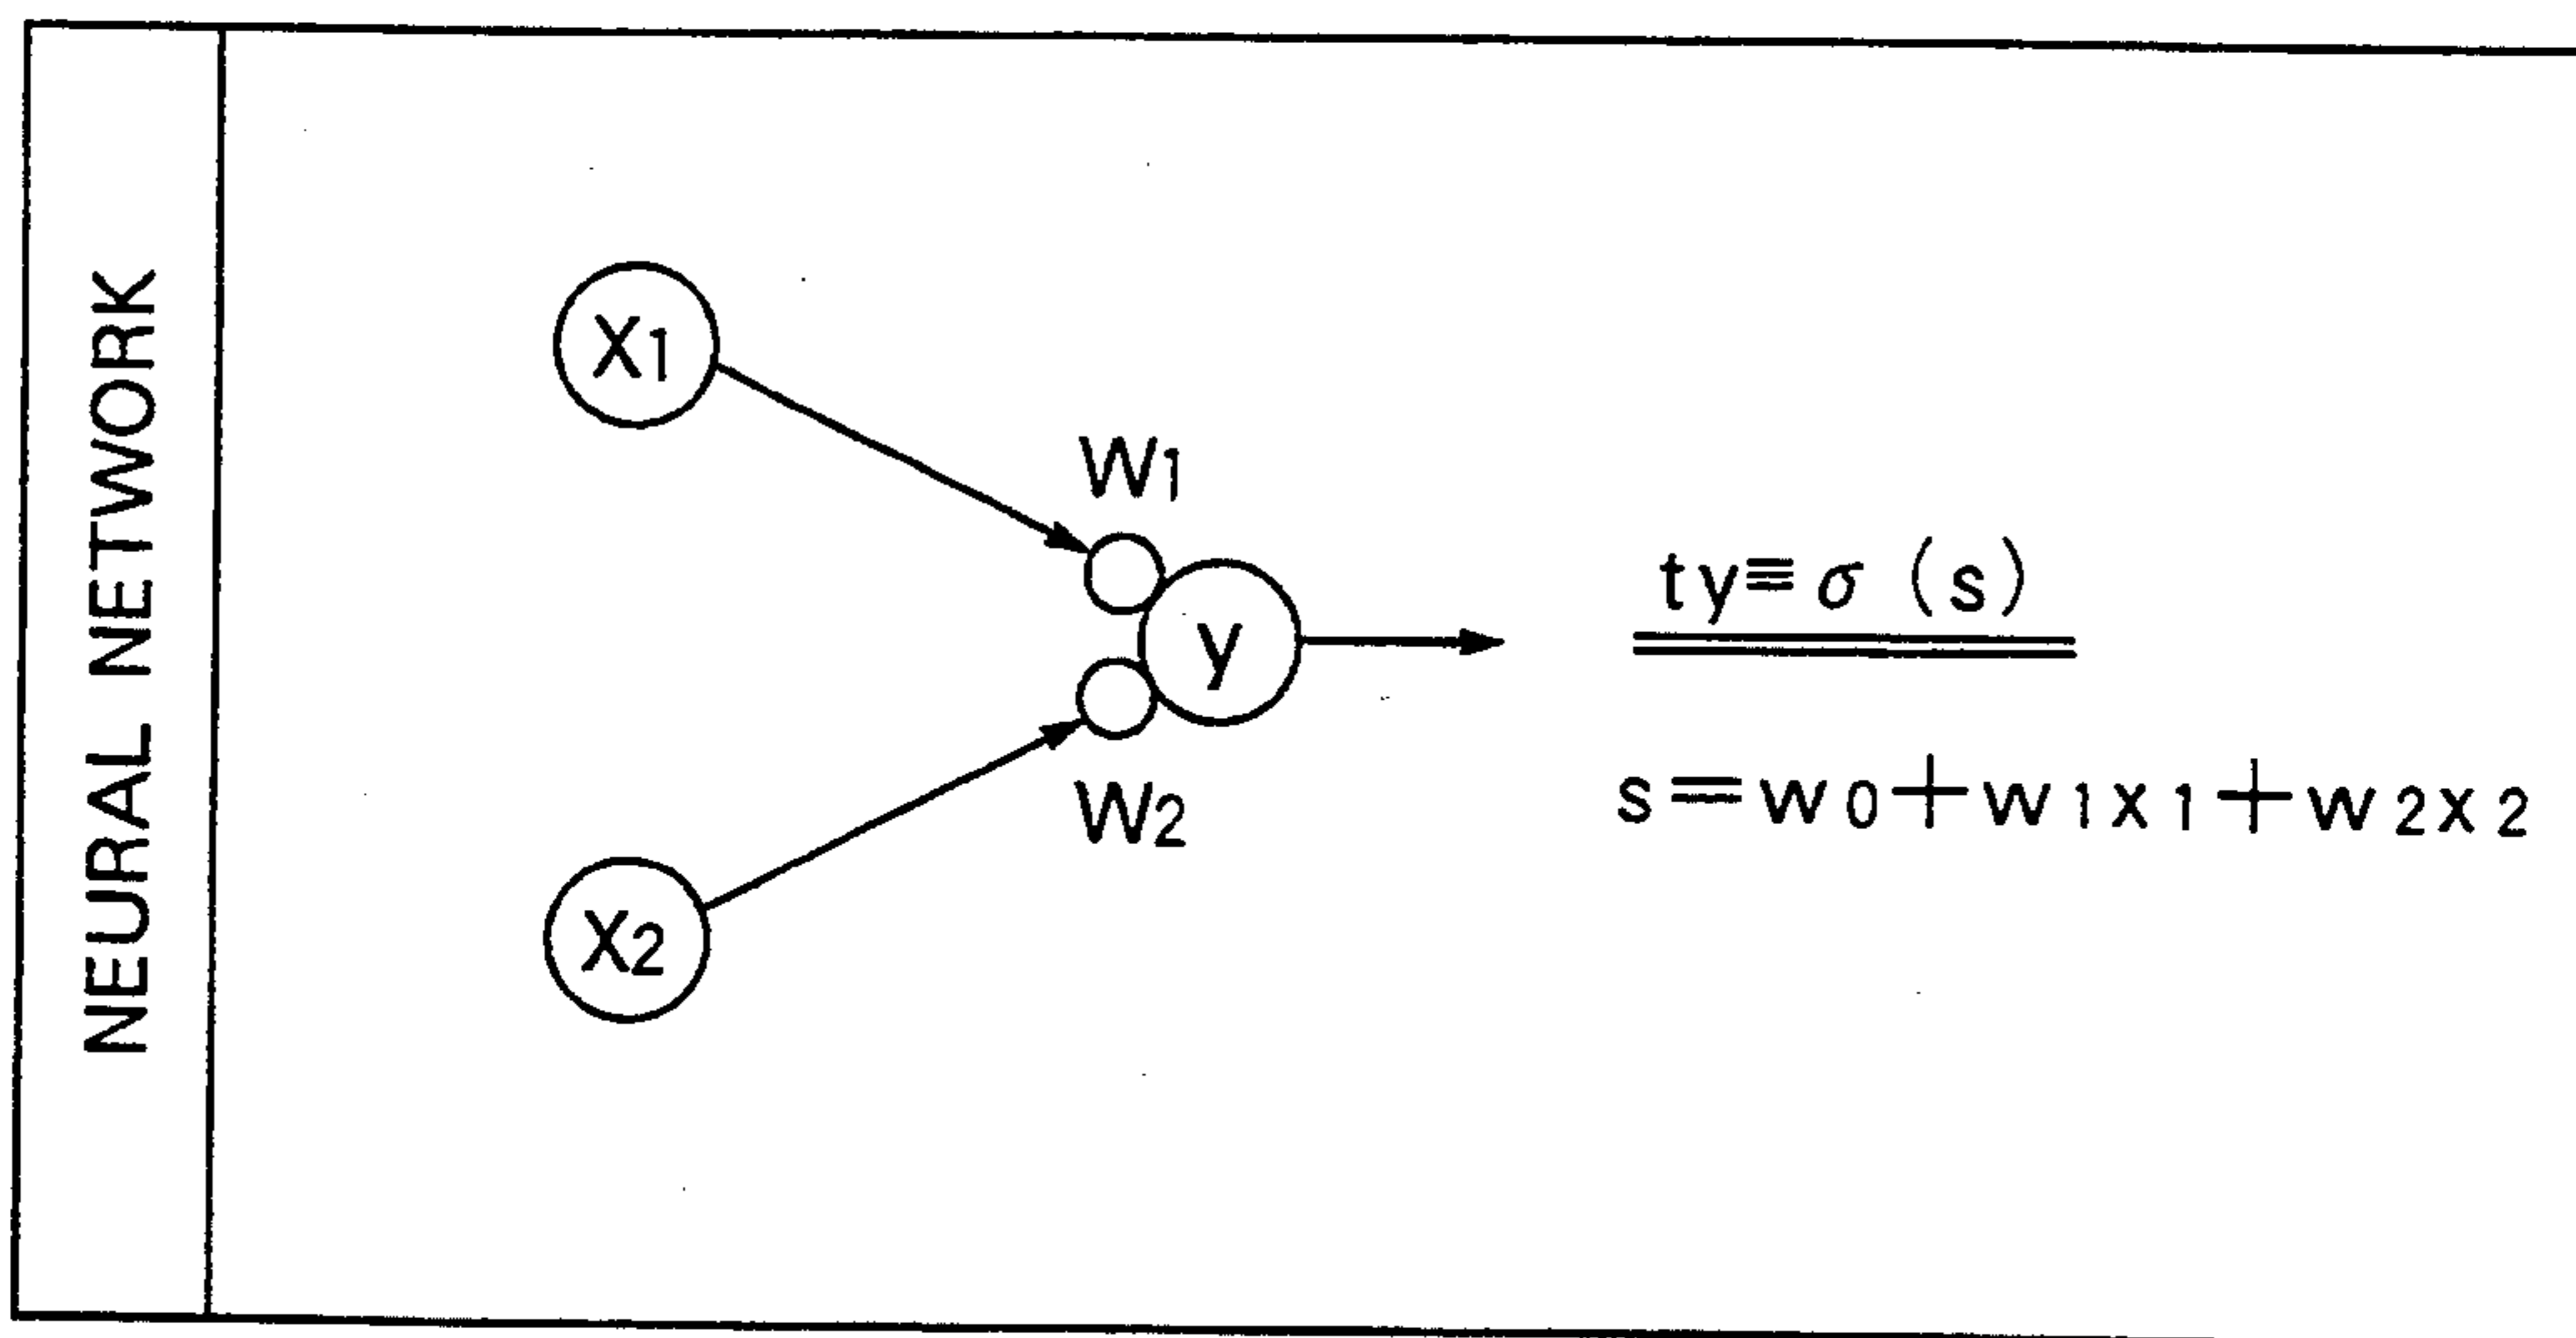 NEURAL NETWORK
X1
W1
y
W2
X2
ty≡σ(s)
s=w0+w1x1+w2x2